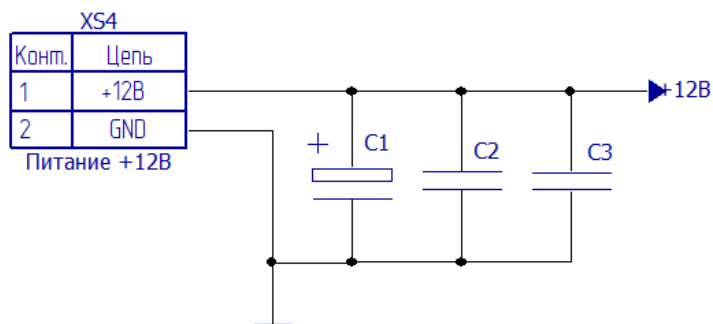 XS4
Конт. Цепь
1 +12В
2 GND
Питание +12В
+12В
+ C1
C2
C3